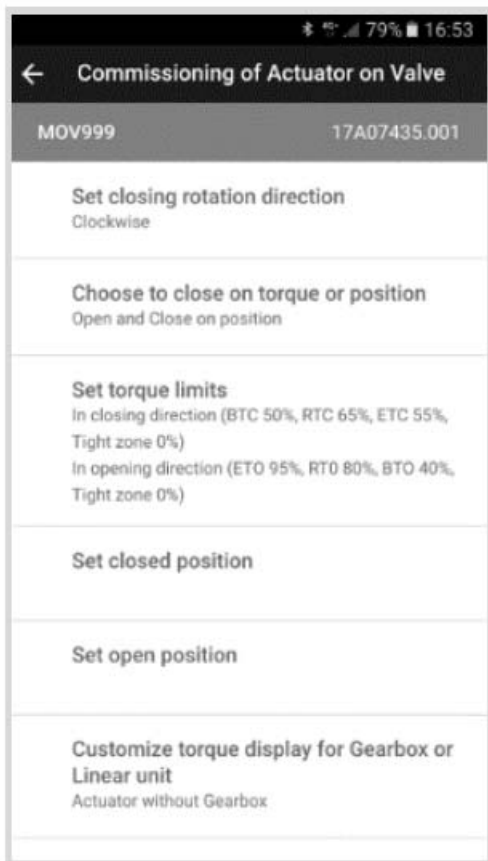 79% 16:53
Commissioning of Actuator on Valve
MOV999 17A07435.001
Set closing rotation direction
Clockwise
Choose to close on torque or position
Open and Close on position
Set torque limits
In closing direction (BTC 50%, RTC 65%, ETC 55%,
Tight zone 0%)
In opening direction (ETO 95%, RT0 80%, BTO 40%,
Tight zone 0%)
Set closed position
Set open position
Customize torque display for Gearbox or
Linear unit
Actuator without Gearbox